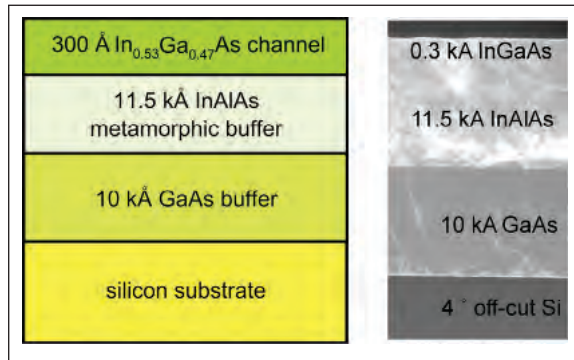 300 Å In₀.₅₃Ga₀.₄₇As channel
11.5 kÅ InAlAs
metamorphic buffer
10 kÅ GaAs buffer
silicon substrate
0.3 kA InGaAs
11.5 kA InAlAs
10 kA GaAs
4 ° off-cut Si